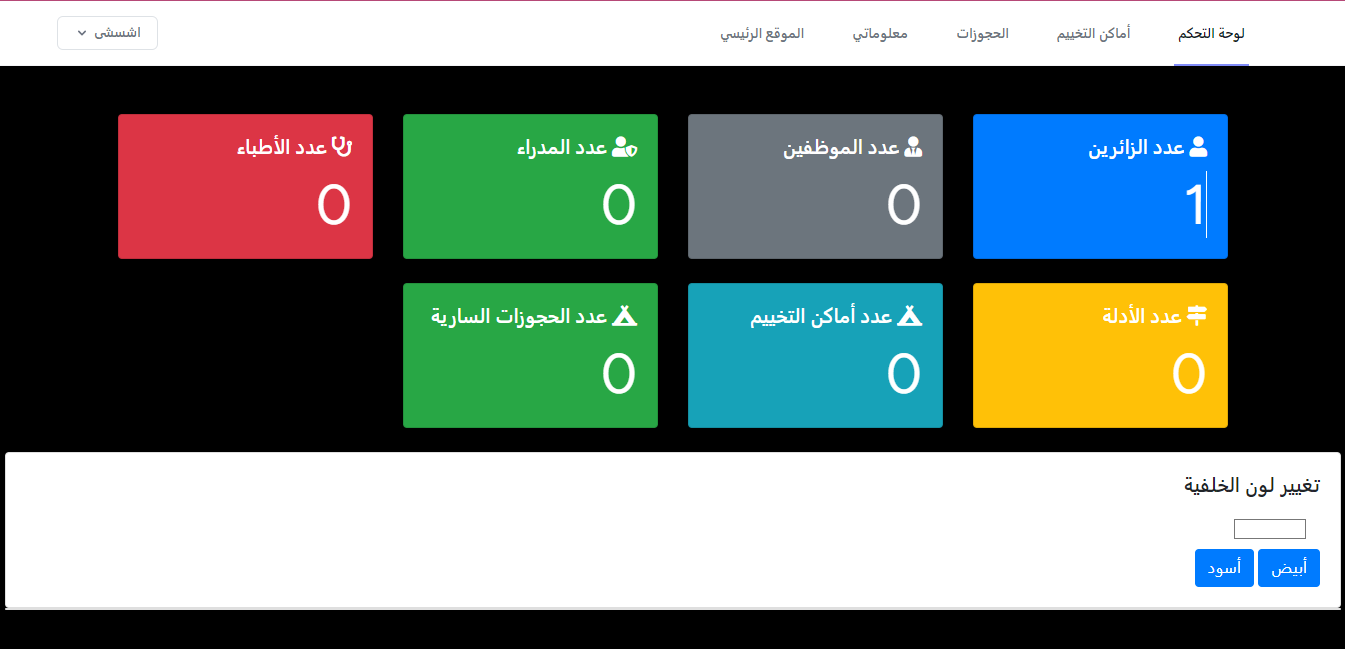 لوحة التحكم
أماكن التخييم
الحجوزات
معلوماتي
الموقع الرئيسي
اشسشى
عدد الزائرين
1
عدد الموظفين
0
عدد المدراء
0
عدد الأطباء
0
عدد الأدلة
0
عدد أماكن التخييم
0
عدد الحجوزات السارية
0
تغيير لون الخلفية
أبيض
أسود